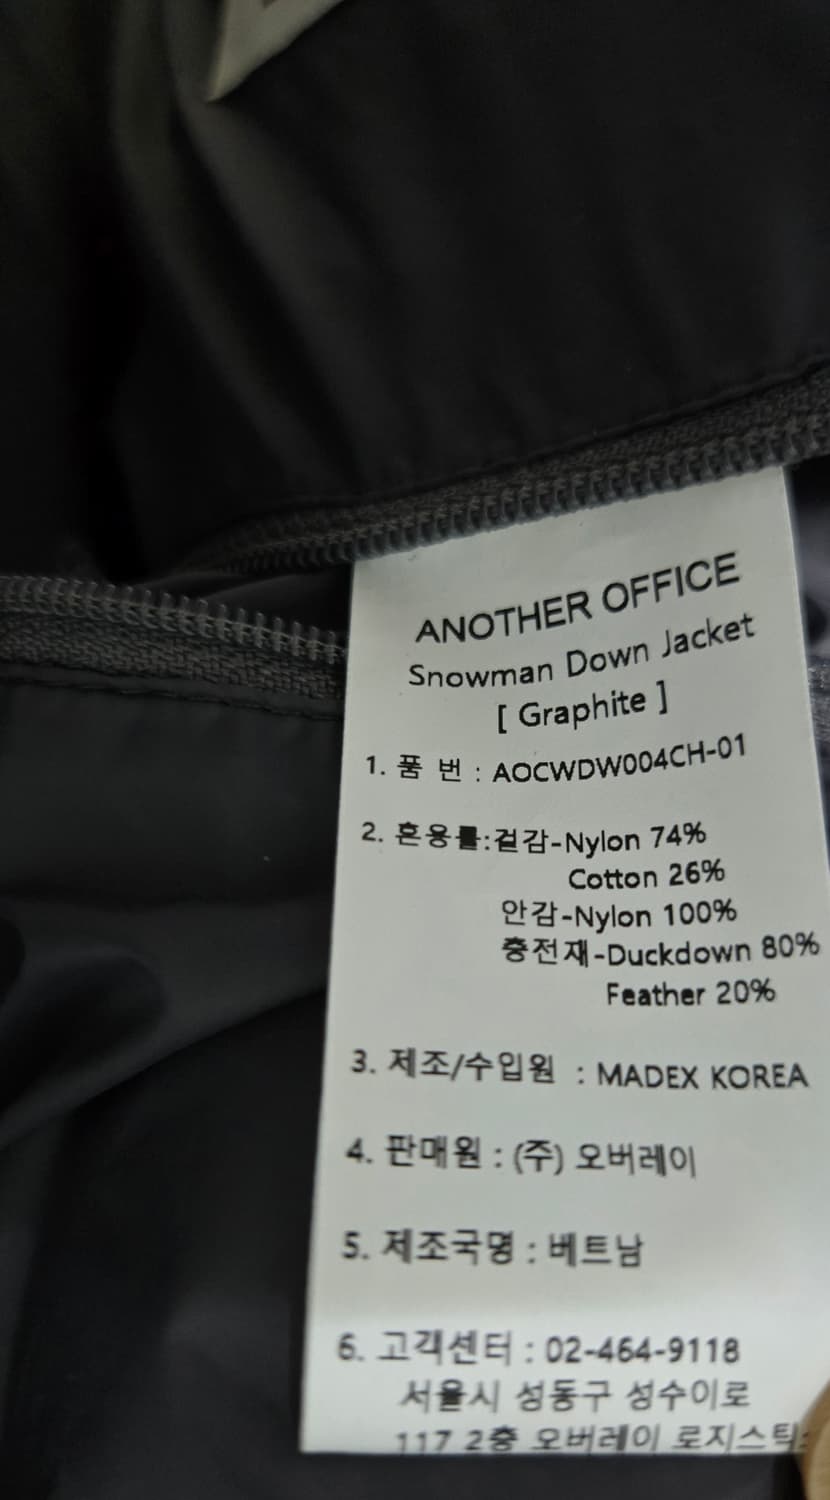 ANOTHER OFFICE
Snowman Down Jacket
[ Graphite ]
1. 품 번 : AOCWDW004CH-01
2. 혼용률:겉감-Nylon 74%
Cotton 26%
안감-Nylon 100%
충전재-Duckdown 80%
Feather 20%
3. 제조/수입원 : MADEX KOREA
4. 판매원 : (주) 오버레이
5. 제조국명 : 베트남
6. 고객센터 : 02-464-9118
서울시 성동구 성수이로
117 2층 오버레이 로지스틱